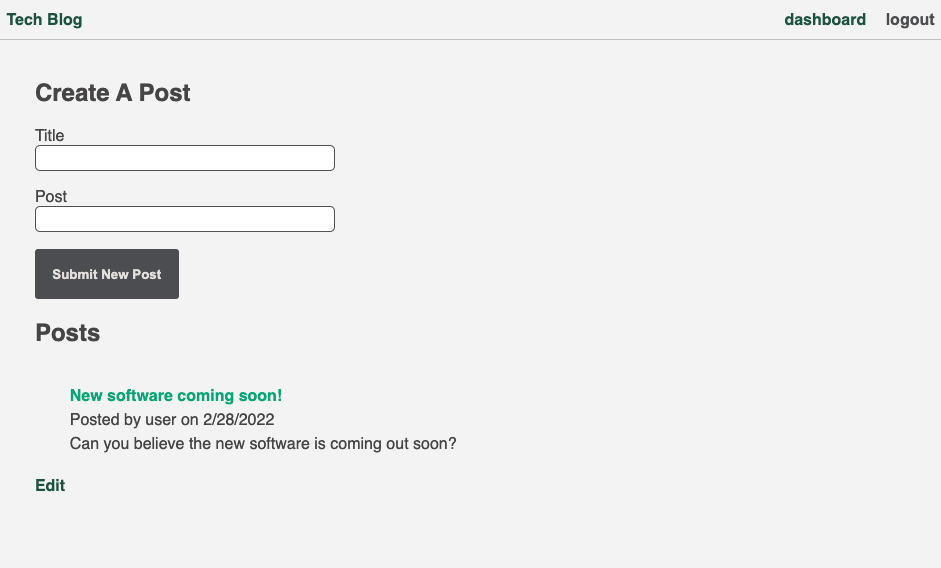 Tech Blog dashboard logout
Create A Post
Title
Post
Submit New Post
Posts
New software coming soon!
Posted by user on 2/28/2022
Can you believe the new software is coming out soon?
Edit